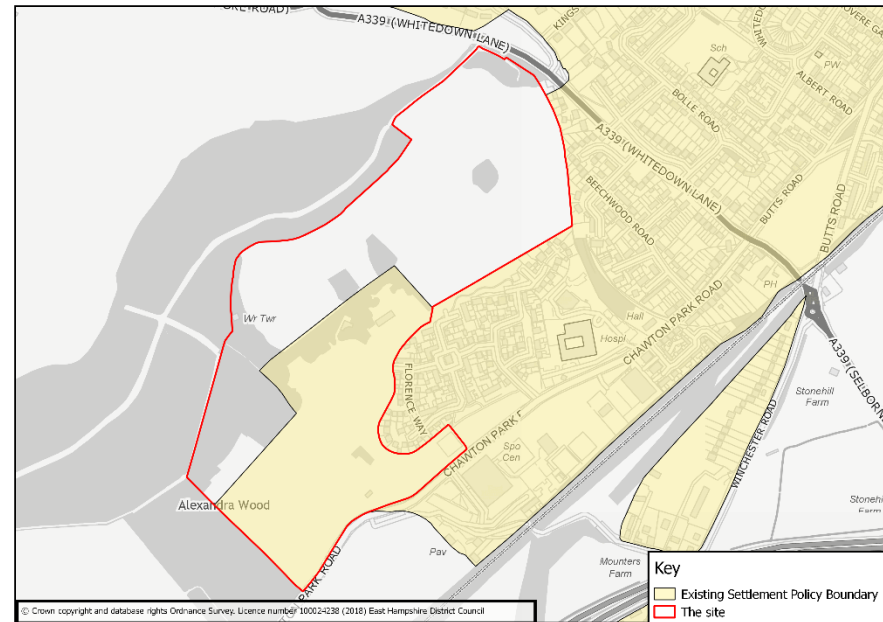 A339 (WHITEDOWN LANE)
KINGS
Sch
PW
ALBERT ROAD
BOLLE ROAD
A339 (WHITEDOWN LANE)
BEECHWOOD ROAD
BUTTS ROAD
BUTTS ROAD
PH
Wr Twr
Hall
Hospl
CHAWTON PARK ROAD
FLORENCE WAY
A339 (SELBORN
Stonehill
Farm
WINCHESTER ROAD
CHAWTON PARK R
Spo
Cen
Alexandra Wood
Stonehil
Farm
Pav
Mounters
Farm
TON PARK ROAD
Key
Existing Settlement Policy Boundary
The site
© Crown copyright and database rights Ordnance Survey. Licence number 100024238 (2018) East Hampshire District Council